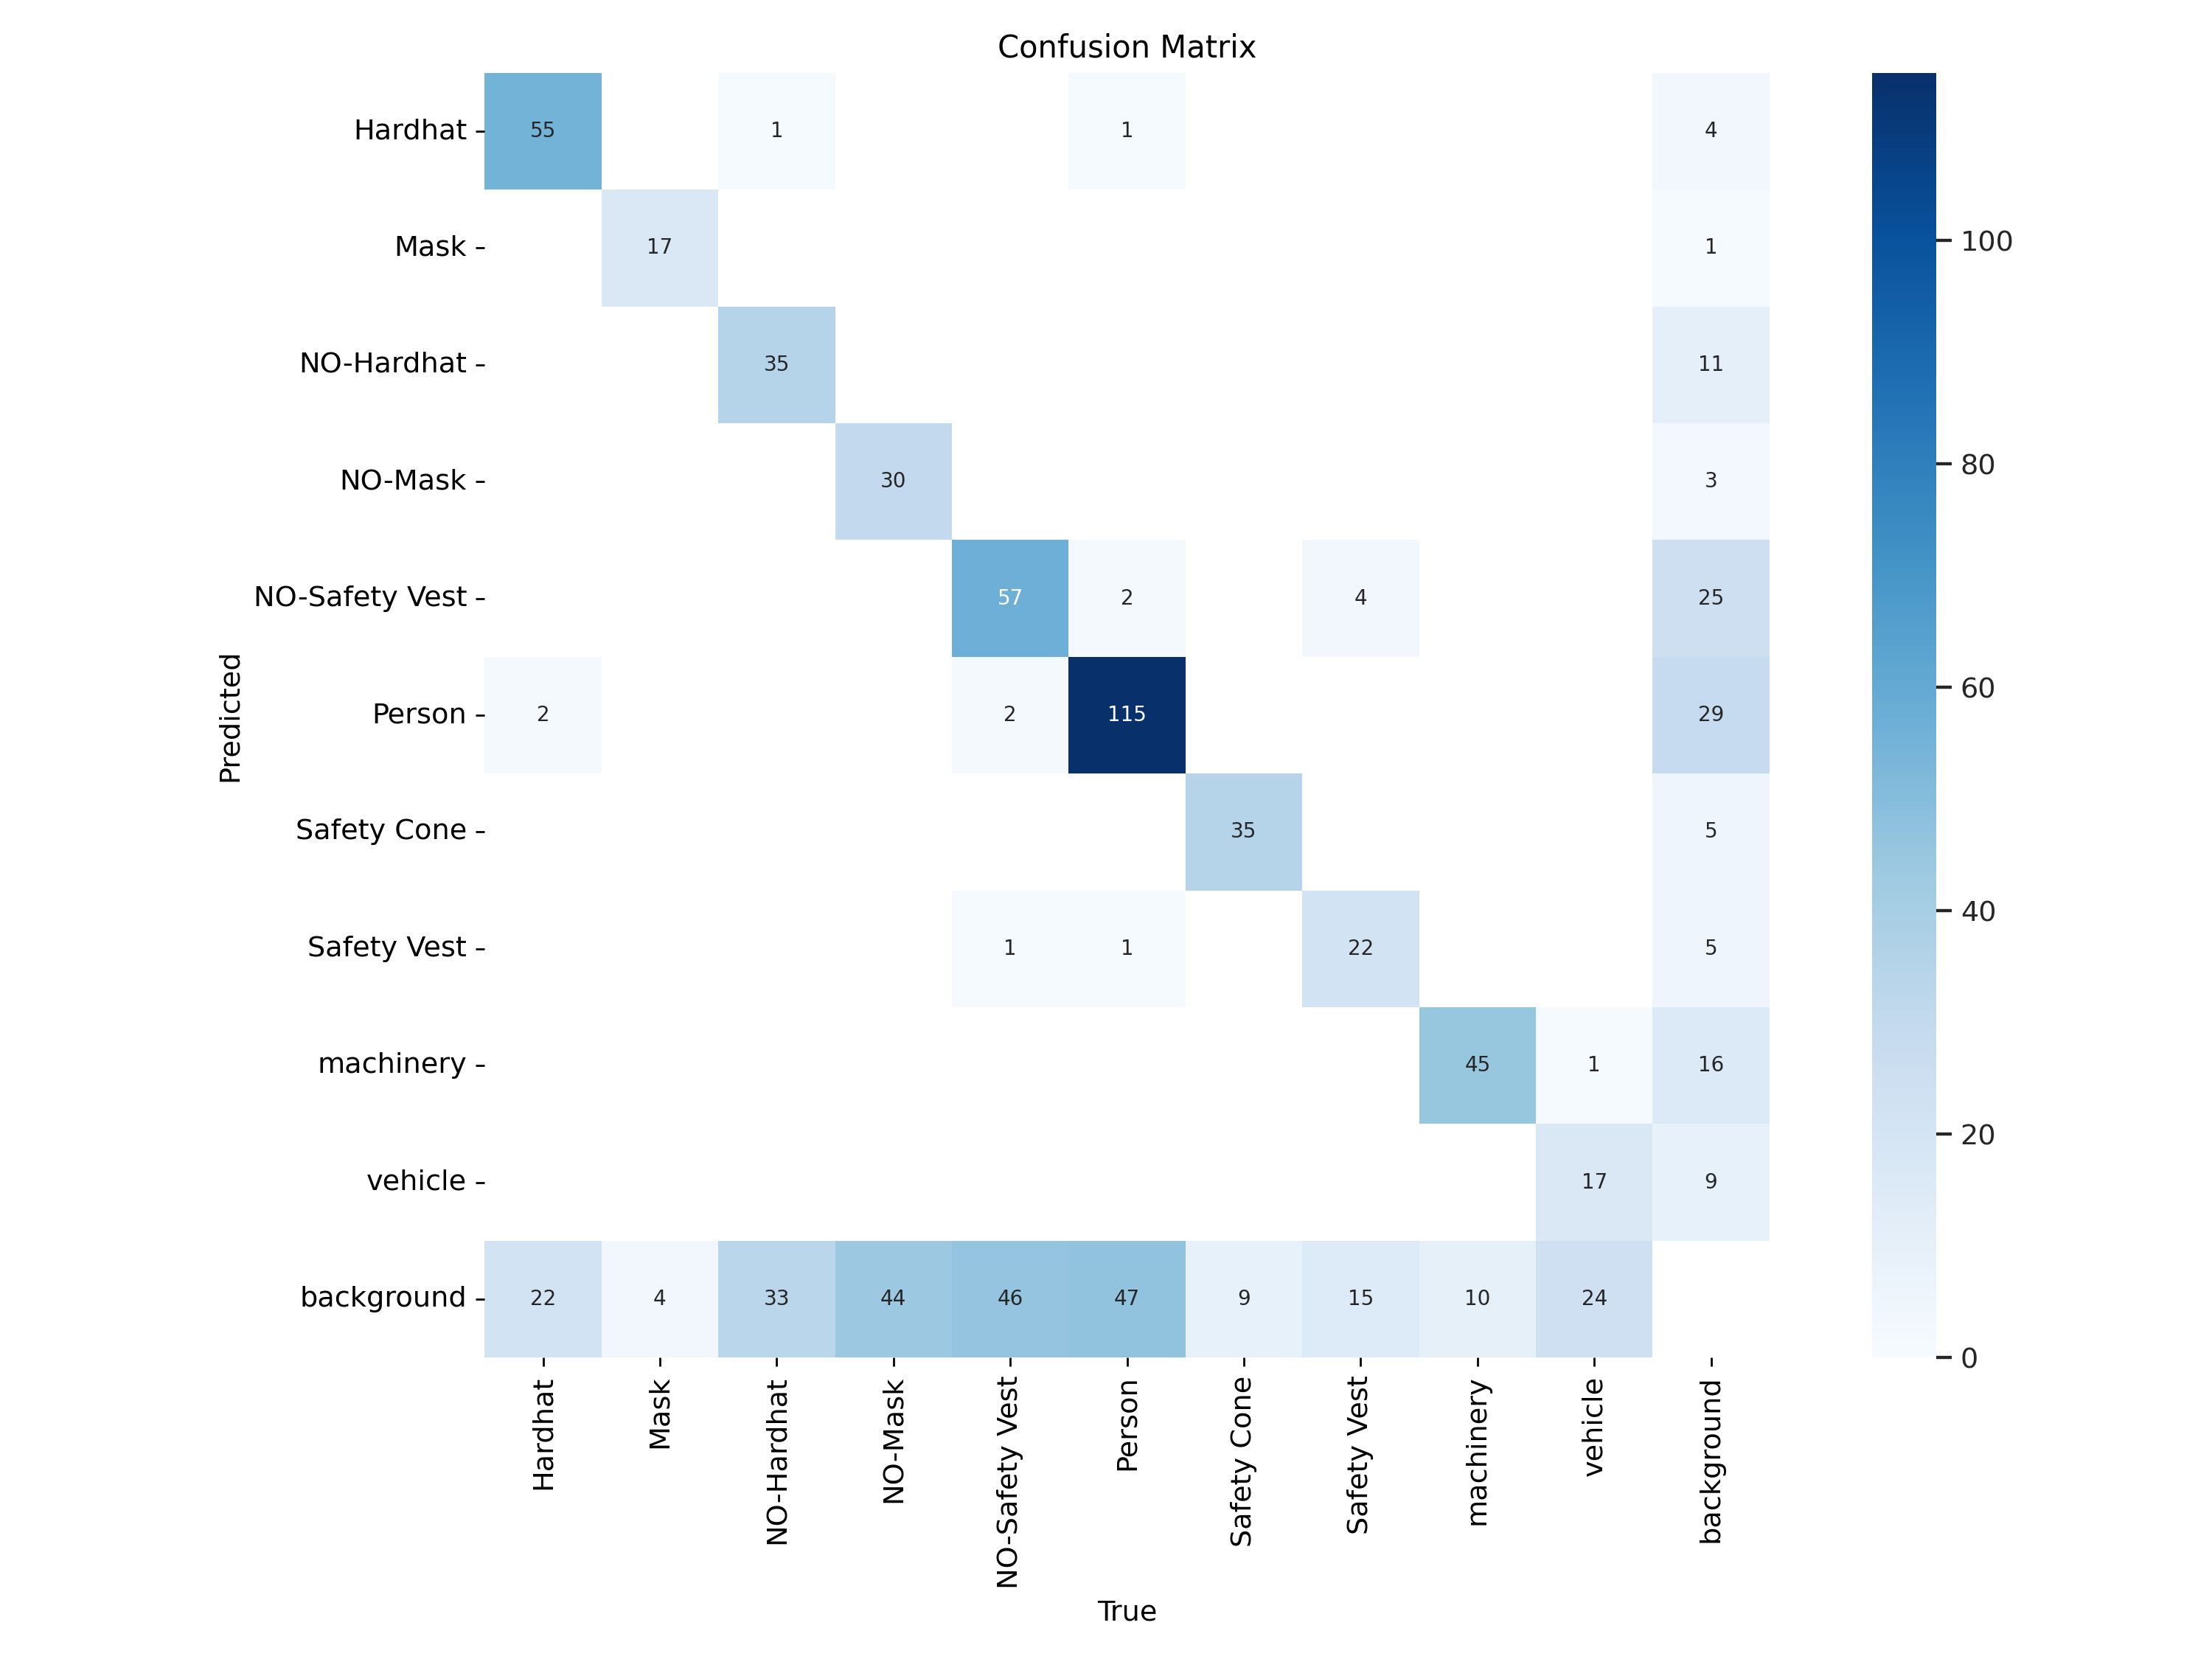 Confusion Matrix
Hardhat 55 1 1 4
Mask 17 1
100
NO-Hardhat 35 11
80
NO-Mask 30 3
NO-Safety Vest 57 2 4 25
60
Predicted
Person 2 2 115 29
Safety Cone 35 5
40
Safety Vest 1 1 22 5
machinery 45 1 16
20
vehicle 17 9
background 22 4 33 44 46 47 9 15 10 24
0
Hardhat
Mask
NO-Hardhat
NO-Mask
NO-Safety Vest
Person
Safety Cone
Safety Vest
machinery
vehicle
background
True